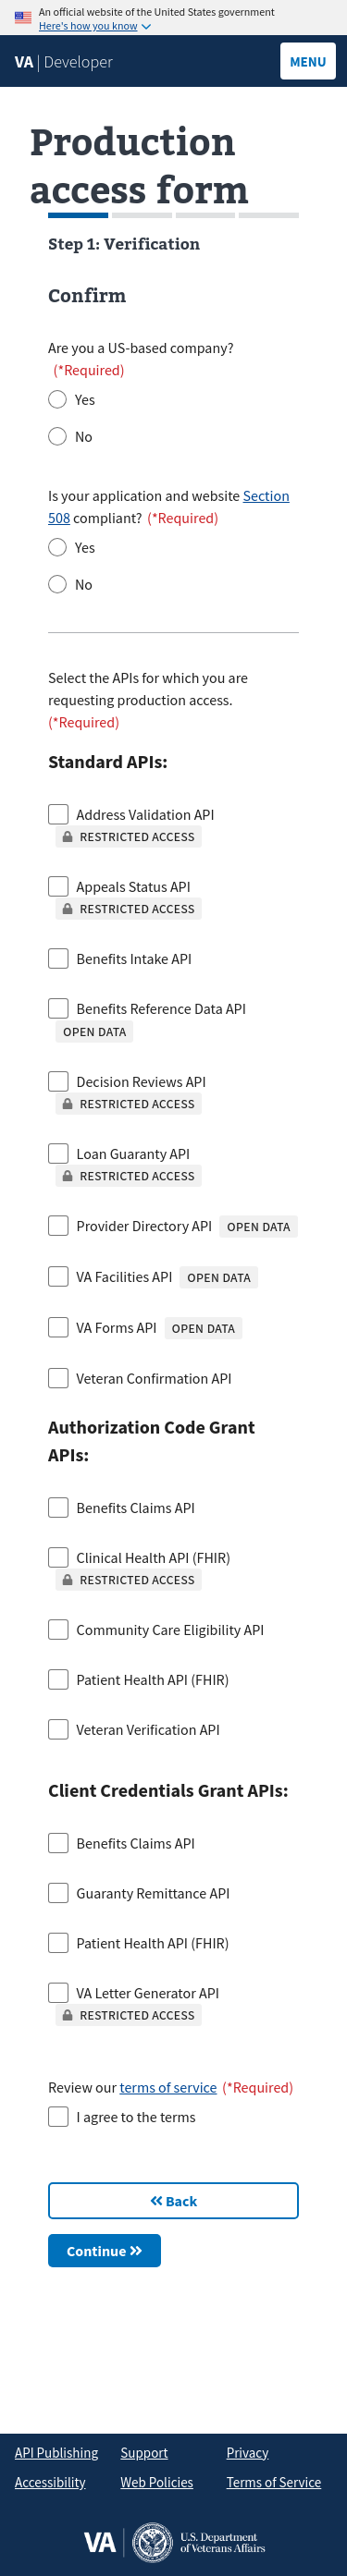 An official website of the United States government
Here's how you know
VA | Developer
MENU
Production
access form
Step 1: Verification
Confirm
Are you a US-based company?
(*Required)
Yes
No
Is your application and website Section
508 compliant? (*Required)
Yes
No
Select the APIs for which you are
requesting production access.
(*Required)
Standard APIs:
Address Validation API
RESTRICTED ACCESS
Appeals Status API
RESTRICTED ACCESS
Benefits Intake API
Benefits Reference Data API
OPEN DATA
Decision Reviews API
RESTRICTED ACCESS
Loan Guaranty API
RESTRICTED ACCESS
Provider Directory API OPEN DATA
VA Facilities API OPEN DATA
VA Forms API OPEN DATA
Veteran Confirmation API
Authorization Code Grant
APIs:
Benefits Claims API
Clinical Health API (FHIR)
RESTRICTED ACCESS
Community Care Eligibility API
Patient Health API (FHIR)
Veteran Verification API
Client Credentials Grant APIs:
Benefits Claims API
Guaranty Remittance API
Patient Health API (FHIR)
VA Letter Generator API
RESTRICTED ACCESS
Review our terms of service (*Required)
I agree to the terms
Back
Continue
API Publishing Support Privacy
Accessibility Web Policies Terms of Service
VA U.S. Department
of Veterans Affairs